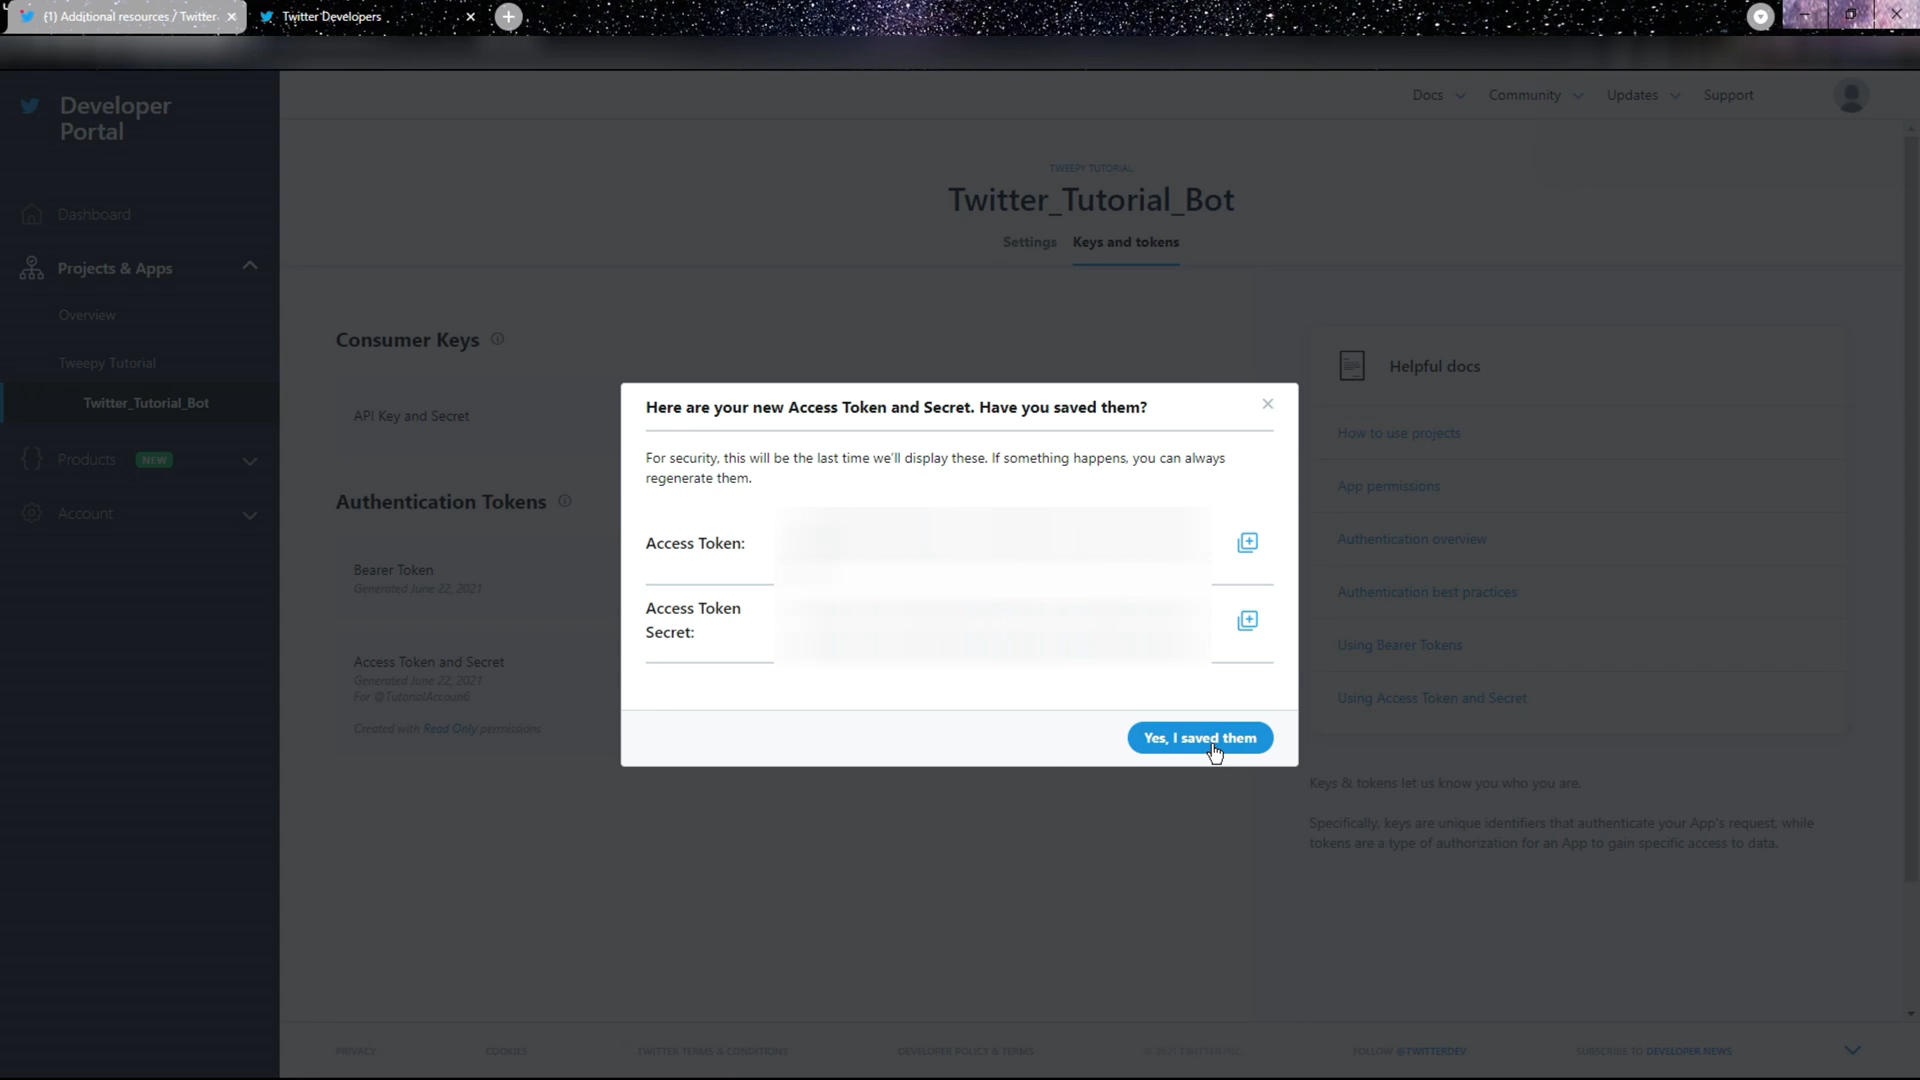 (1) Additional resources / Twitter
Twitter Developers
Developer
Portal
Docs
Community
Updates
Support
Dashboard
Projects & Apps
Overview
Tweepy Tutorial
Twitter_Tutorial_Bot
Products NEW
Account
TWEEPY TUTORIAL
Twitter_Tutorial_Bot
Settings
Keys and tokens
Consumer Keys
API Key and Secret
Authentication Tokens
Bearer Token
Generated June 22, 2021
Access Token and Secret
Generated June 22, 2021
For @TutorialAccoun6
Created with Read Only permissions
Here are your new Access Token and Secret. Have you saved them?
For security, this will be the last time we'll display these. If something happens, you can always
regenerate them.
Access Token:
Access Token
Secret:
Yes, I saved them
Helpful docs
How to use projects
App permissions
Authentication overview
Authentication best practices
Using Bearer Tokens
Using Access Token and Secret
Keys & tokens let us know you who you are.
Specifically, keys are unique identifiers that authenticate your App's request, while
tokens are a type of authorization for an App to gain specific access to data.
PRIVACY
COOKIES
TWITTER TERMS & CONDITIONS
DEVELOPER POLICY & TERMS
© 2021 TWITTER INC.
FOLLOW @TWITTERDEV
SUBSCRIBE TO DEVELOPER NEWS